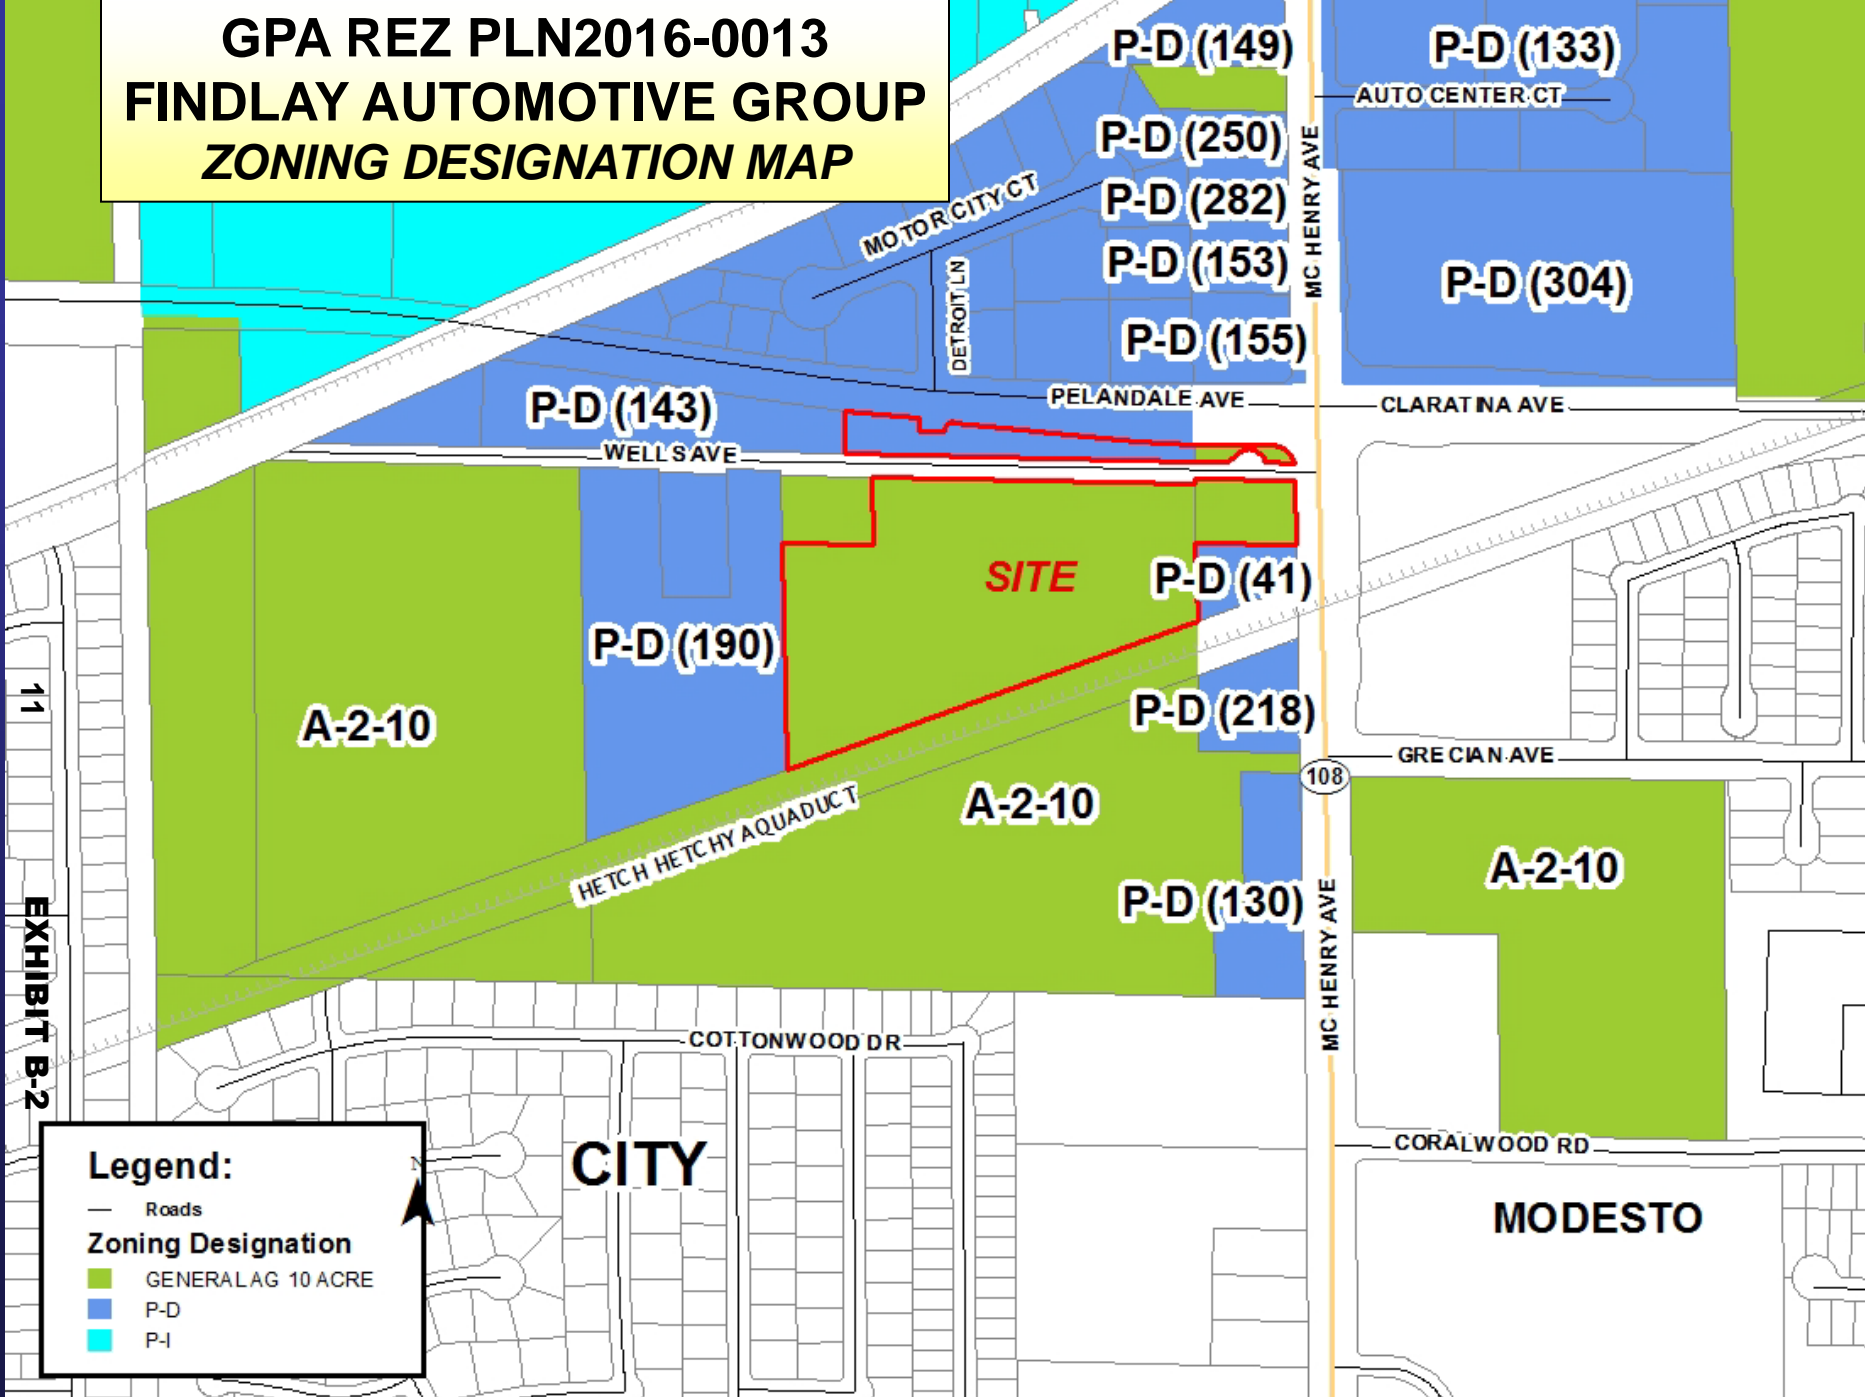 GPA REZ PLN2016-0013
FINDLAY AUTOMOTIVE GROUP
ZONING DESIGNATION MAP
P-D (149)
P-D (133)
AUTO CENTER CT
P-D (250)
MC HENRY AVE
MOTOR CITY CT
P-D (282)
P-D (153)
DETROIT LN
P-D (304)
P-D (155)
PELANDALE AVE
CLARATINA AVE
P-D (143)
WELLS AVE
SITE
P-D (41)
P-D (190)
11
A-2-10
P-D (218)
GRECIAN AVE
108
HETCH HETCHY AQUADUCT
A-2-10
A-2-10
P-D (130)
MC HENRY AVE
EXHIBIT B-2
COTTONWOOD DR
CORALWOOD RD
CITY
MODESTO
Legend:
N
Roads
Zoning Designation
GENERAL AG 10 ACRE
P-D
P-I